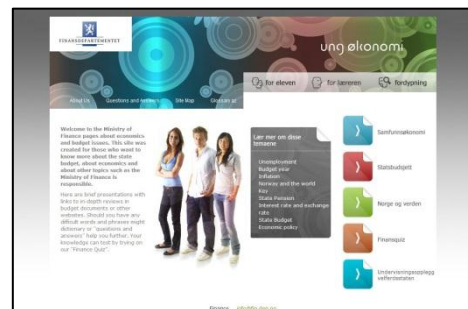 FINANSDEPARTEMENTET
ung økonomi
for eleven
for læreren
fordypning
About Us
Questions and answers
Site Map
Glossary
Welcome to the Ministry of
Finance pages about economics
and budget issues. This site was
created for those who want to
know more about the state
budget, about economics and
about other topics such as the
Ministry of Finance is
responsible.
Here are brief presentations with
links to in depth reviews in
budget documents or other
websites. Should you have any
difficult words and phrases might
dictionary or "questions and
answers" help you further. Your
knowledge can test by trying on
our "Finance Quiz".
Lær mer om disse
temaene
Unemployment
Budget year
Inflation
Norway and the world
Key
State Pension
Interest rate and exchange
rate
State Budget
Economic policy
Samfunnsøkonomi
Statsbudsjett
Norge og verden
Finansquiz
Undervisningsopplegg
velferdsstaten
Finance